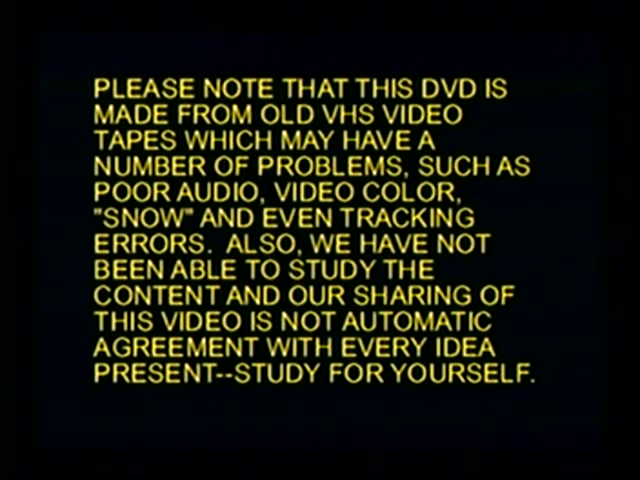 PLEASE NOTE THAT THIS DVD IS
MADE FROM OLD VHS VIDEO
TAPES WHICH MAY HAVE A
NUMBER OF PROBLEMS, SUCH AS
POOR AUDIO, VIDEO COLOR,
"SNOW" AND EVEN TRACKING
ERRORS.  ALSO, WE HAVE NOT
BEEN ABLE TO STUDY THE
CONTENT AND OUR SHARING OF
THIS VIDEO IS NOT AUTOMATIC
AGREEMENT WITH EVERY IDEA
PRESENT--STUDY FOR YOURSELF.